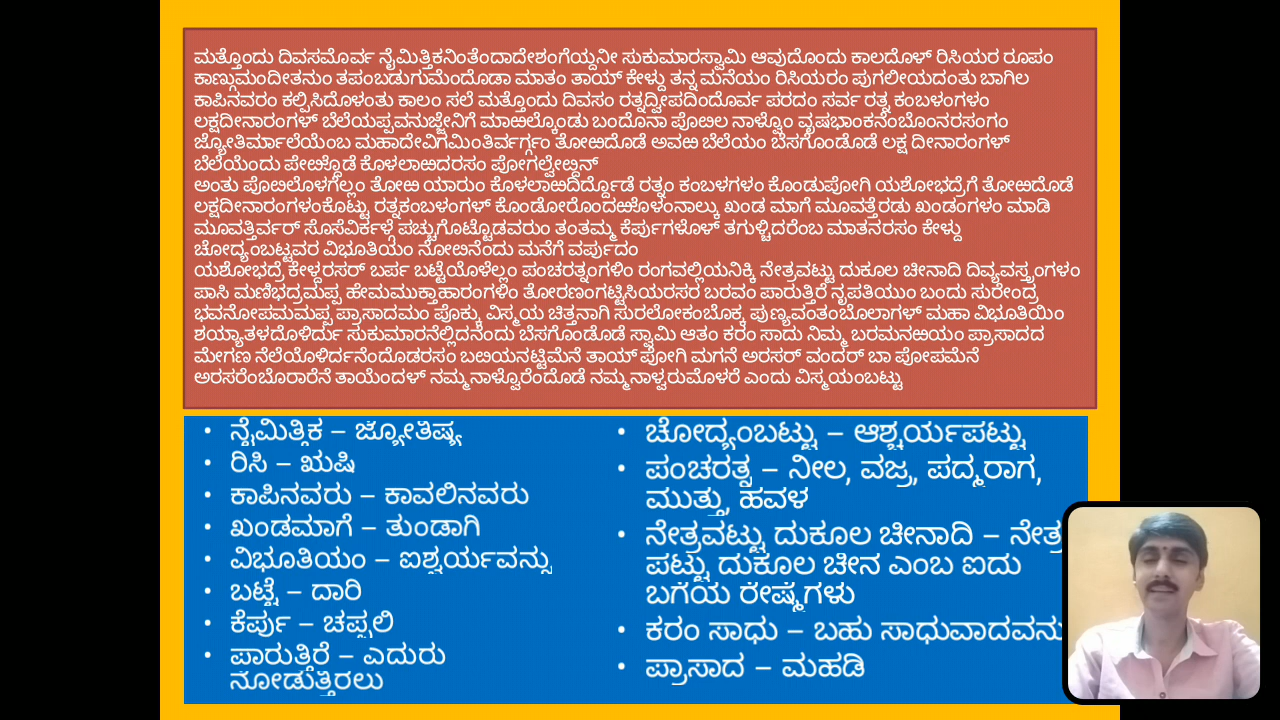 ಮತ್ತೊಂದು ದಿವಸಮೊರ್ವ ನೈಮಿತ್ತಿಕನಿಂತೆಂದಾದೇಶಂಗೆಯ್ದನೀ ಸುಕುಮಾರಸ್ವಾಮಿ ಆವುದೊಂದು ಕಾಲದೊಳ್ ರಿಸಿಯರ ರೂಪಂ
ಕಾಣ್ಗುಮಂದೀತನುಂ ತಪಂಬಡುಗುಮೆಂದೊಡಾ ಮಾತಂ ತಾಯ್ ಕೇಳ್ದು ತನ್ನ ಮನೆಯಂ ರಿಸಿಯರಂ ಪುಗಲೀಯದಂತು ಬಾಗಿಲ
ಕಾಪಿನವರಂ ಕಲ್ಪಿಸಿದೊಳಂತು ಕಾಲಂ ಸಲೆ ಮತ್ತೊಂದು ದಿವಸಂ ರತ್ನದ್ವೀಪದಿಂದೊರ್ವ ಪರದಂ ಸರ್ವ ರತ್ನ ಕಂಬಳಂಗಳಂ
ಲಕ್ಷದೀನಾರಂಗಳ್ ಬೆಲೆಯಪ್ಪವನುಜ್ಜೇನಿಗೆ ಮಾಱಲ್ಕೊಂಡು ಬಂದೊನಾ ಪೊೞಲ ನಾಳ್ವೊಂ ವೃಷಭಾಂಕನೆಂಬೊಂನರಸಂಗಂ
ಜ್ಯೋತಿರ್ಮಾಲೆಯೆಂಬ ಮಹಾದೇವಿಗಮಿಂತಿರ್ವರ್ಗ್ಗಂ ತೋಱದೊಡೆ ಅವಱ ಬೆಲೆಯಂ ಬೆಸಗೊಂಡೊಡೆ ಲಕ್ಷ ದೀನಾರಂಗಳ್
ಬೆಲೆಯೆಂದು ಪೇೞ್ದೊಡೆ ಕೊಳಲಾಱದರಸಂ ಪೋಗಲ್ವೇೞ್ದನ್
ಅಂತು ಪೊೞಲೊಳಗೆಲ್ಲಂ ತೋಱ ಯಾರುಂ ಕೊಳಲಾಱದಿರ್ದ್ದೊಡೆ ರತ್ನಂ ಕಂಬಳಗಳಂ ಕೊಂಡುಪೋಗಿ ಯಶೋಭದ್ರೆಗೆ ತೋಱದೊಡೆ
ಲಕ್ಷದೀನಾರಂಗಳಂಕೊಟ್ಟು ರತ್ನಕಂಬಳಂಗಳ್ ಕೊಂಡೋರೊಂದಱೊಳಂನಾಲ್ಕು ಖಂಡ ಮಾಗೆ ಮೂವತ್ತೆರಡು ಖಂಡಂಗಳಂ ಮಾಡಿ
ಮೂವತ್ತಿರ್ವರ್ ಸೊಸೆವಿರ್ಕಳ್ಗೆ ಪಚ್ಚುಗೊಟ್ಟೊಡವರುಂ ತಂತಮ್ಮ ಕೆರ್ಪುಗಳೊಳ್ ತಗುಳ್ಚಿದರೆಂಬ ಮಾತನರಸಂ ಕೇಳ್ದು
ಚೋದ್ಯಂಬಟ್ಟವರ ವಿಭೂತಿಯಂ ನೋೞನೆಂದು ಮನೆಗೆ ವರ್ಪುದಂ
ಯಶೋಭದ್ರೆ ಕೇಳ್ದರಸರ್ ಬರ್ಪ ಬಟ್ಟೆಯೊಳೆಲ್ಲಂ ಪಂಚರತ್ನಂಗಳಿಂ ರಂಗವಲ್ಲಿಯನಿಕ್ಕಿ ನೇತ್ರವಟ್ಟು ದುಕೂಲ ಚೀನಾದಿ ದಿವ್ಯವಸ್ತ್ರಂಗಳಂ
ಪಾಸಿ ಮಣಿಭದ್ರಮಪ್ಪ ಹೇಮಮುಕ್ತಾಹಾರಂಗಳಿಂ ತೋರಣಂಗಟ್ಟಿಸಿಯರಸರ ಬರವಂ ಪಾರುತ್ತಿರೆ ನೃಪತಿಯುಂ ಬಂದು ಸುರೇಂದ್ರ
ಭವನೋಪಮಮಪ್ಪ ಪ್ರಾಸಾದಮಂ ಪೊಕ್ಕು ವಿಸ್ಮಯ ಚಿತ್ತನಾಗಿ ಸುರಲೋಕಂಬೊಕ್ಕ ಪುಣ್ಯವಂತಂಬೊಲಾಗಳ್ ಮಹಾ ವಿಭೂತಿಯಿಂ
ಶಯ್ಯಾತಳದೊಳಿರ್ದು ಸುಕುಮಾರನೆಲ್ಲಿದನೆಂದು ಬೆಸಗೊಂಡೊಡೆ ಸ್ವಾಮಿ ಆತಂ ಕರಂ ಸಾದು ನಿಮ್ಮ ಬರಮನಱಯಂ ಪ್ರಾಸಾದದ
ಮೇಗಣ ನೆಲೆಯೊಳಿರ್ದನೆಂದೊಡರಸಂ ಬೞಯನಟ್ಟಿಮೆನೆ ತಾಯ್ ಪೋಗಿ ಮಗನೆ ಅರಸರ್ ವಂದರ್ ಬಾ ಪೋಪಮೆನೆ
ಅರಸರೆಂಬೊರಾರೆನೆ ತಾಯೆಂದಳ್ ನಮ್ಮನಾಳ್ವೊರೆಂದೊಡೆ ನಮ್ಮನಾಳ್ವರುಮೊಳರೆ ಎಂದು ವಿಸ್ಮಯಂಬಟ್ಟು
• ನೈಮಿತ್ತಿಕ – ಜ್ಯೋತಿಷ್ಯ
• ರಿಸಿ – ಋಷಿ
• ಕಾಪಿನವರು – ಕಾವಲಿನವರು
• ಖಂಡಮಾಗೆ – ತುಂಡಾಗಿ
• ವಿಭೂತಿಯಂ – ಐಶ್ವರ್ಯವನ್ನು
• ಬಟ್ಟೆ – ದಾರಿ
• ಕೆರ್ಪು – ಚಪ್ಪಲಿ
• ಪಾರುತ್ತಿರೆ – ಎದುರು
ನೋಡುತ್ತಿರಲು
• ಚೋದ್ಯಂಬಟ್ಟು – ಆಶ್ಚರ್ಯಪಟ್ಟು
• ಪಂಚರತ್ನ – ನೀಲ, ವಜ್ರ, ಪದ್ಮರಾಗ,
ಮುತ್ತು, ಹವಳ
• ನೇತ್ರವಟ್ಟು ದುಕೂಲ ಚೀನಾದಿ – ನೇತ್ರ
ಪಟ್ಟು ದುಕೂಲ ಚೀನ ಎಂಬ ಐದು
ಬಗೆಯ ರೇಷ್ಮೆಗಳು
• ಕರಂ ಸಾಧು – ಬಹು ಸಾಧುವಾದವನು
• ಪ್ರಾಸಾದ – ಮಹಡಿ